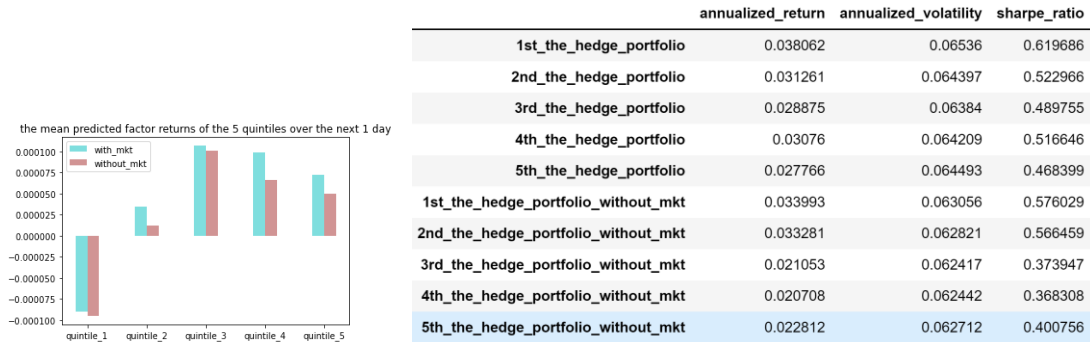 the mean predicted factor returns of the 5 quintiles over the next 1 day
with_mkt
without_mkt
0.000100
0.000075
0.000050
0.000025
0.000000
−0.000025
−0.000050
−0.000075
−0.000100
quintile_1 quintile_2 quintile_3 quintile_4 quintile_5
annualized_return annualized_volatility sharpe_ratio
1st_the_hedge_portfolio 0.038062 0.06536 0.619686
2nd_the_hedge_portfolio 0.031261 0.064397 0.522966
3rd_the_hedge_portfolio 0.028875 0.06384 0.489755
4th_the_hedge_portfolio 0.03076 0.064209 0.516646
5th_the_hedge_portfolio 0.027766 0.064493 0.468399
1st_the_hedge_portfolio_without_mkt 0.033993 0.063056 0.576029
2nd_the_hedge_portfolio_without_mkt 0.033281 0.062821 0.566459
3rd_the_hedge_portfolio_without_mkt 0.021053 0.062417 0.373947
4th_the_hedge_portfolio_without_mkt 0.020708 0.062442 0.368308
5th_the_hedge_portfolio_without_mkt 0.022812 0.062712 0.400756